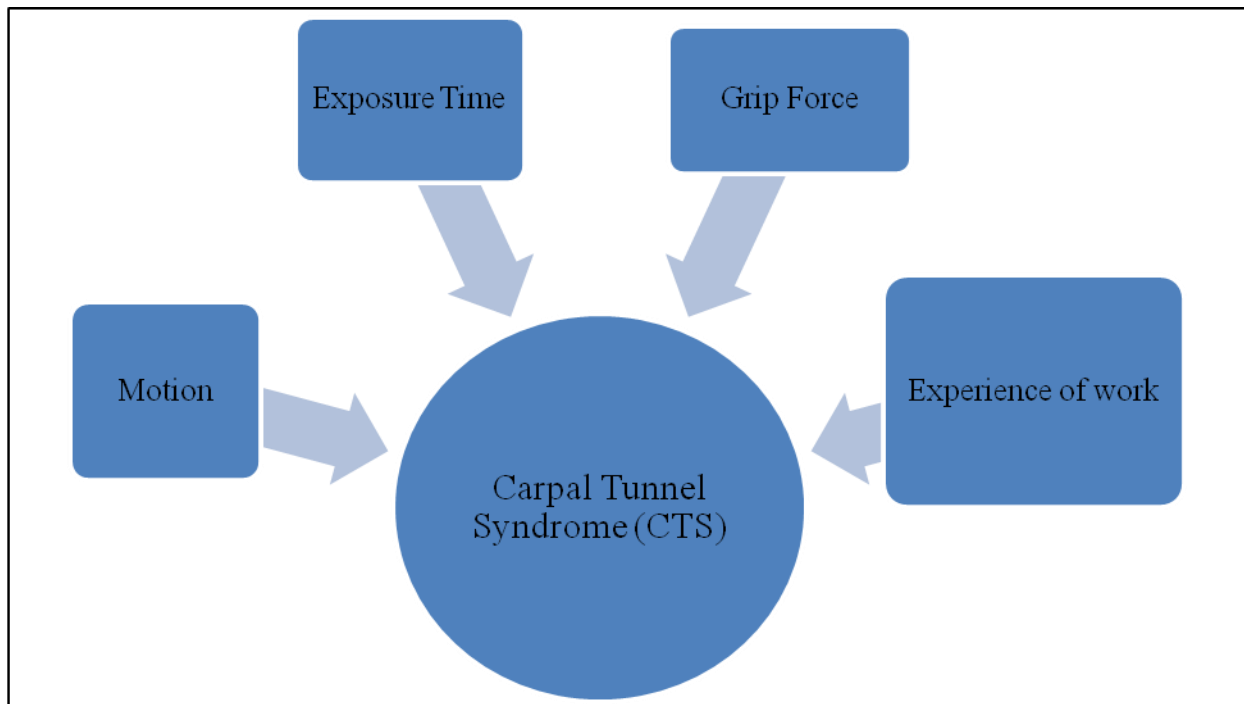 Exposure Time
Grip Force
Motion
Experience of work
Carpal Tunnel
Syndrome (CTS)